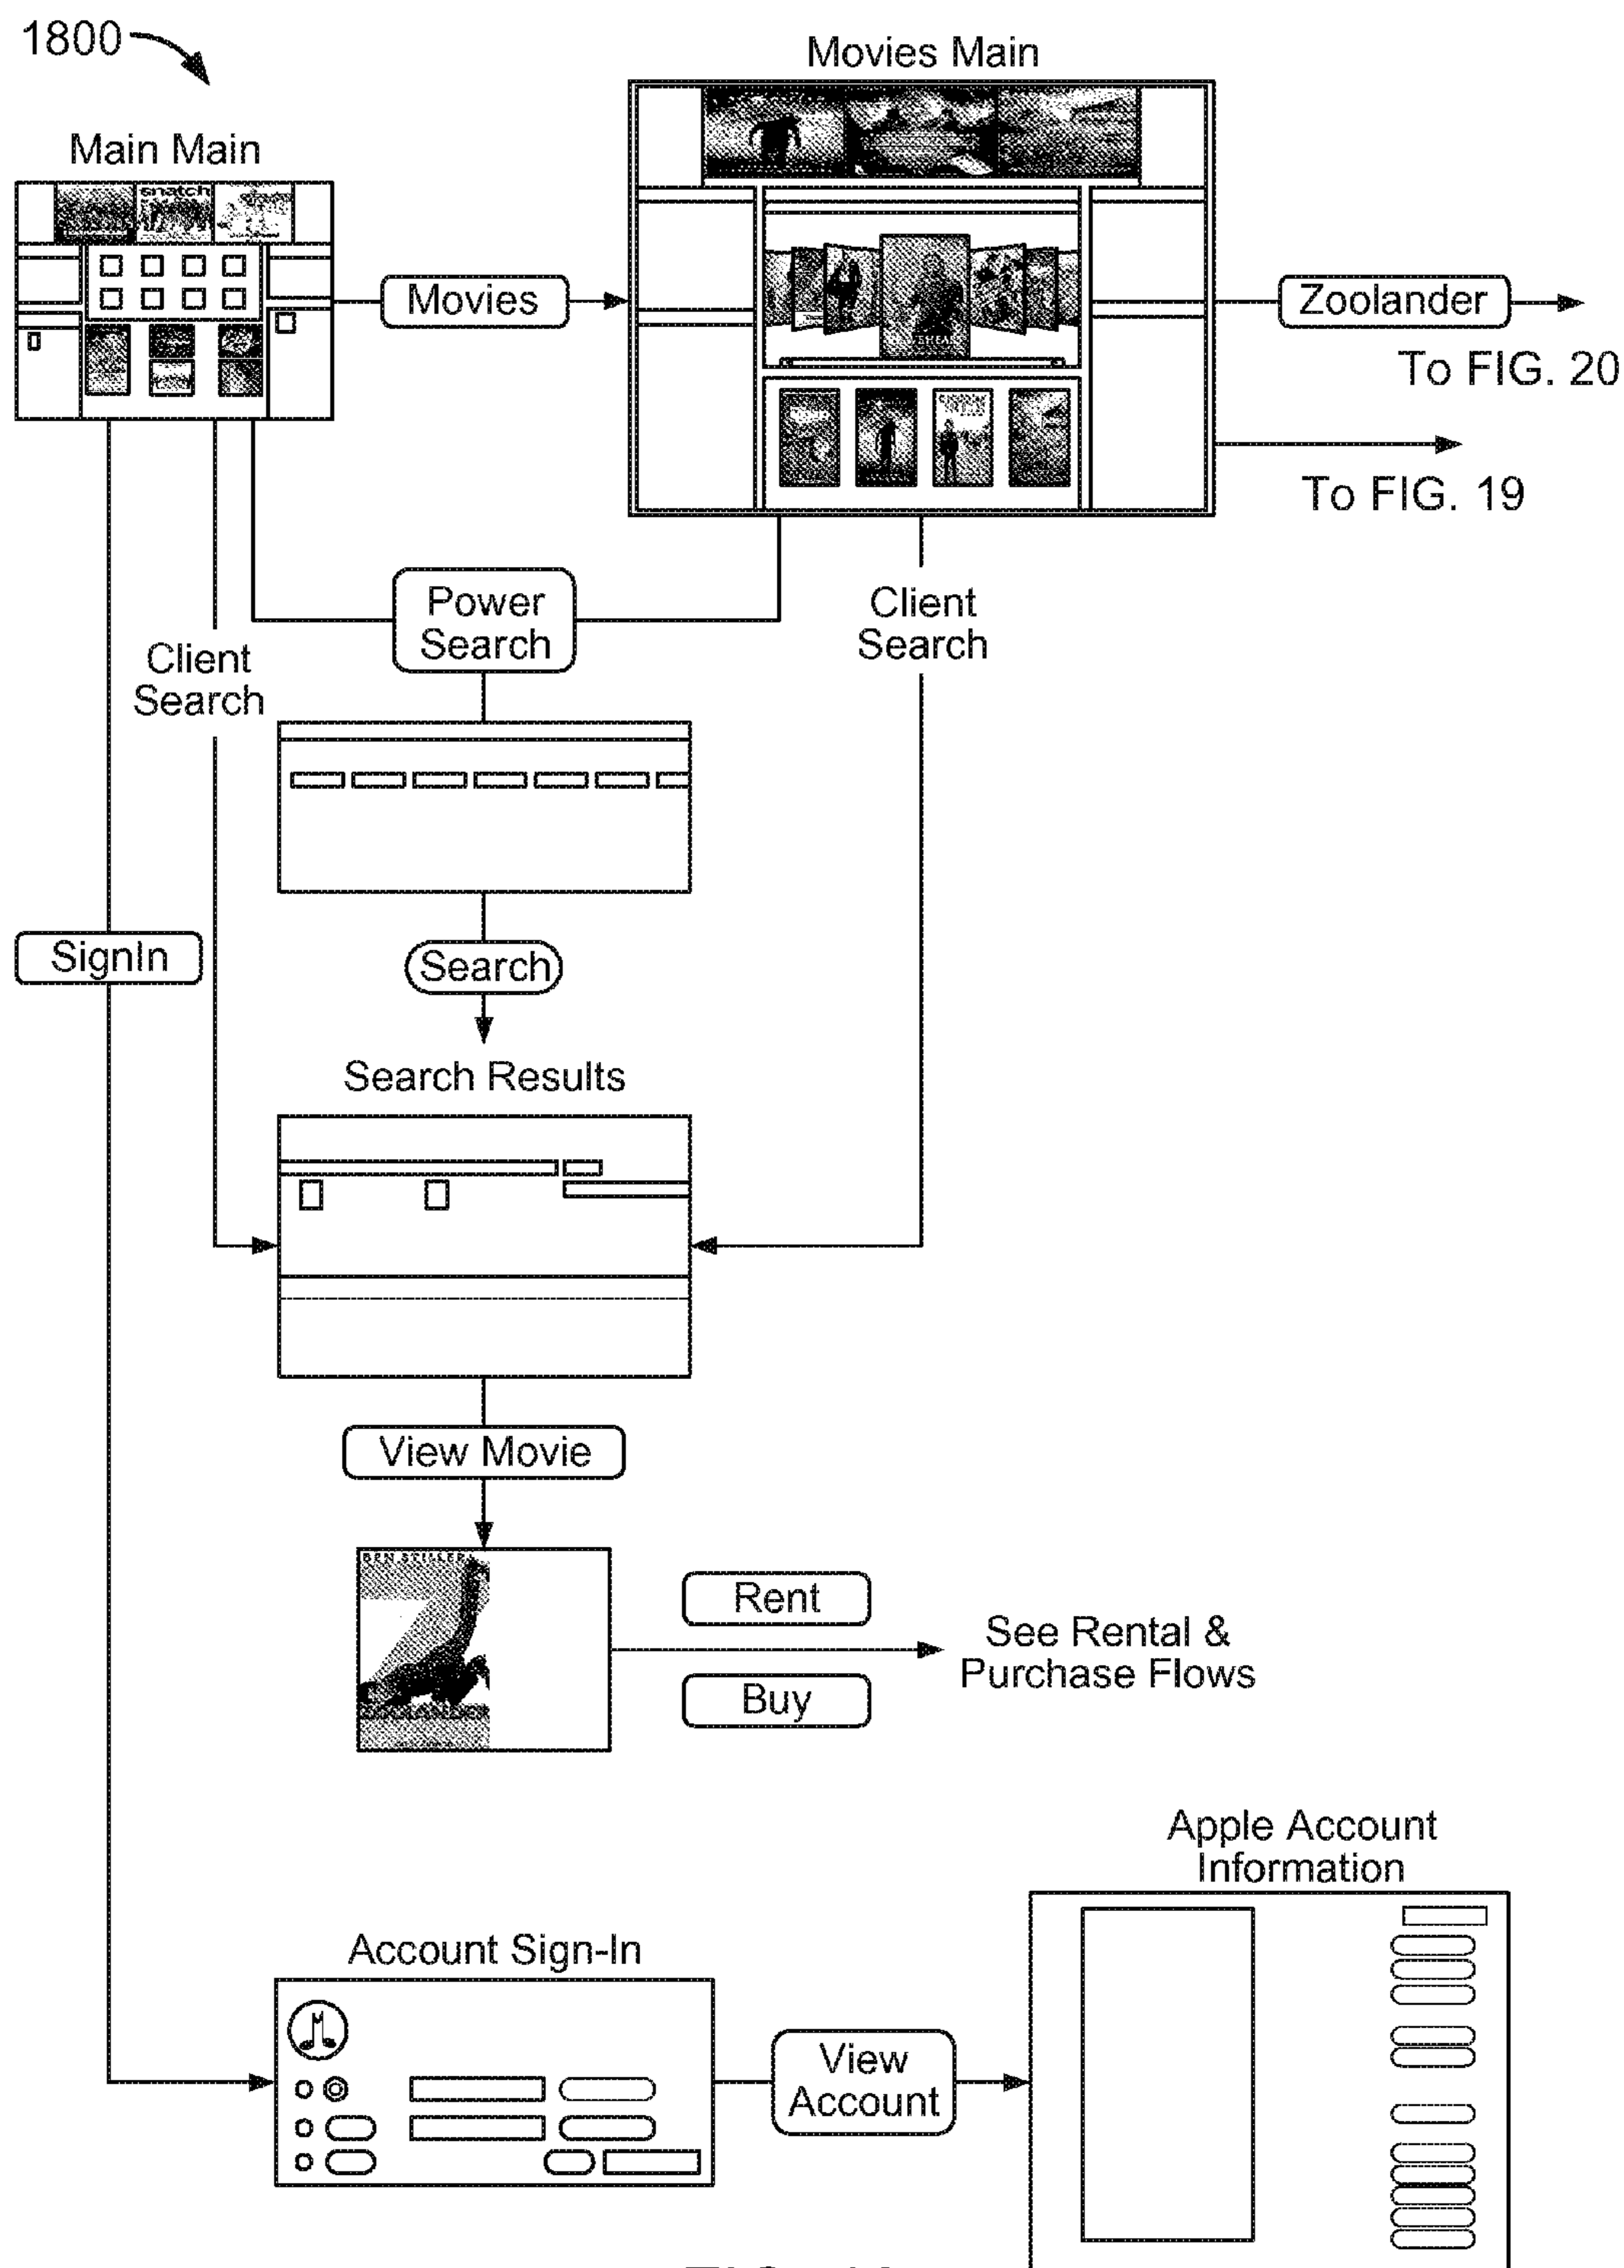 1800
Movies Main
Main Main
snatch
Movies
Zoolander
To FIG. 20
To FIG. 19
Power
Search
Client
Search
Client
Search
SignIn
Search
Search Results
View Movie
BEN STILLER
ZOOLANDER
Rent
Buy
See Rental &
Purchase Flows
Apple Account
Information
Account Sign-In
View
Account